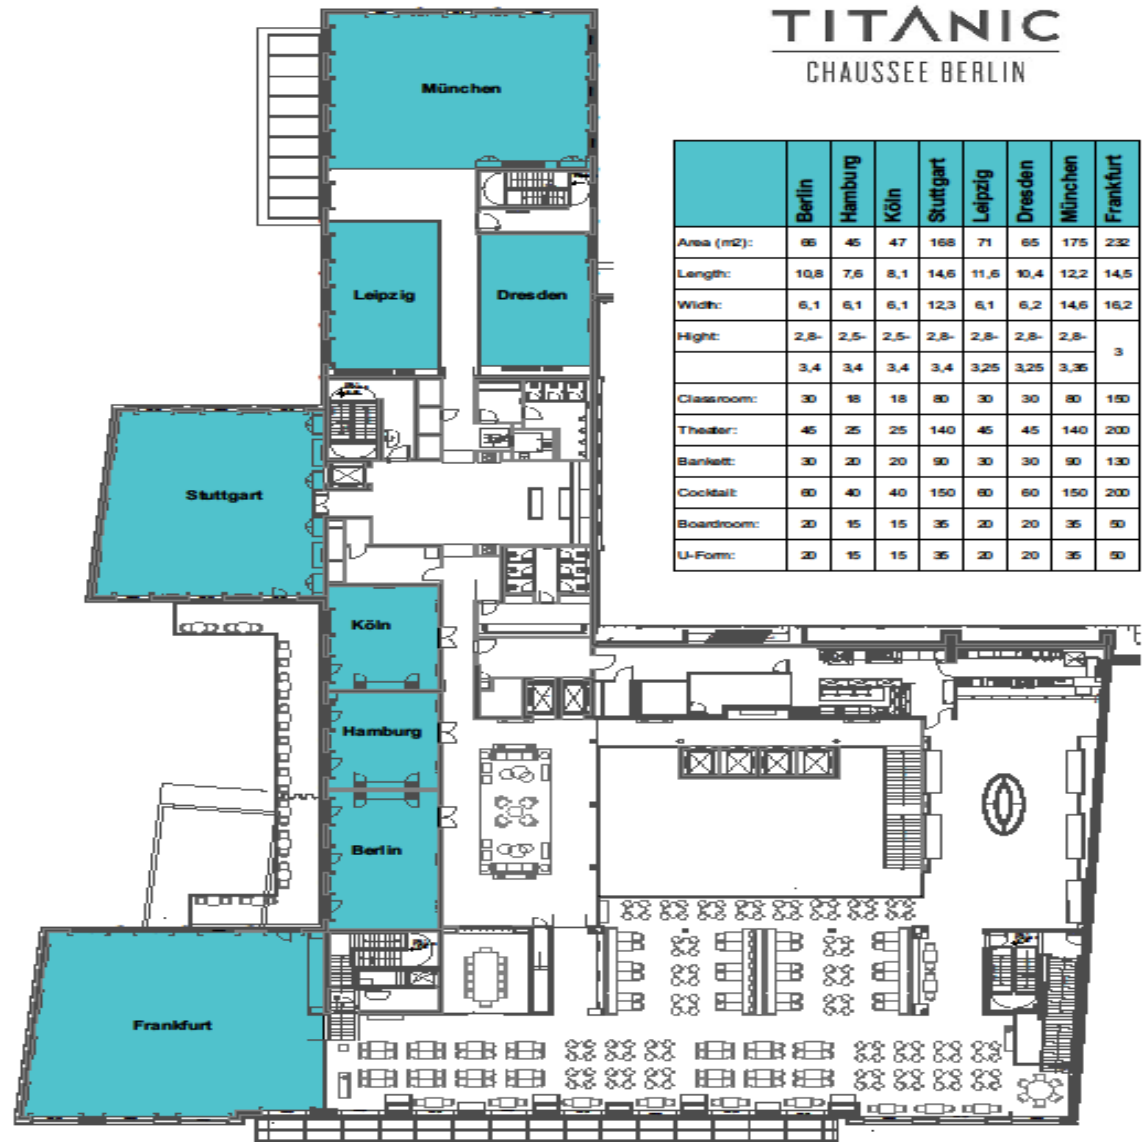 TITANIC
CHAUSSEE BERLIN
München
Leipzig
Dresden
Stuttgart
Köln
Hamburg
Berlin
Frankfurt
Berlin Hamburg Köln Stuttgart Leipzig Dresden München Frankfurt
Area (m2): 66 45 47 168 71 65 175 232
Length: 10,8 7,6 8,1 14,6 11,6 10,4 12,2 14,5
Width: 6,1 6,1 6,1 12,3 6,1 6,2 14,6 16,2
Hight: 2,8- 2,5- 2,5- 2,8- 2,8- 2,8- 2,8- 3
3,4 3,4 3,4 3,4 3,25 3,25 3,35
Classroom: 30 18 18 80 30 30 80 150
Theater: 45 25 25 140 45 45 140 200
Bankett: 30 20 20 90 30 30 90 130
Cocktail: 60 40 40 150 60 60 150 200
Boardroom: 20 15 15 35 20 20 35 50
U-Form: 20 15 15 35 20 20 35 50